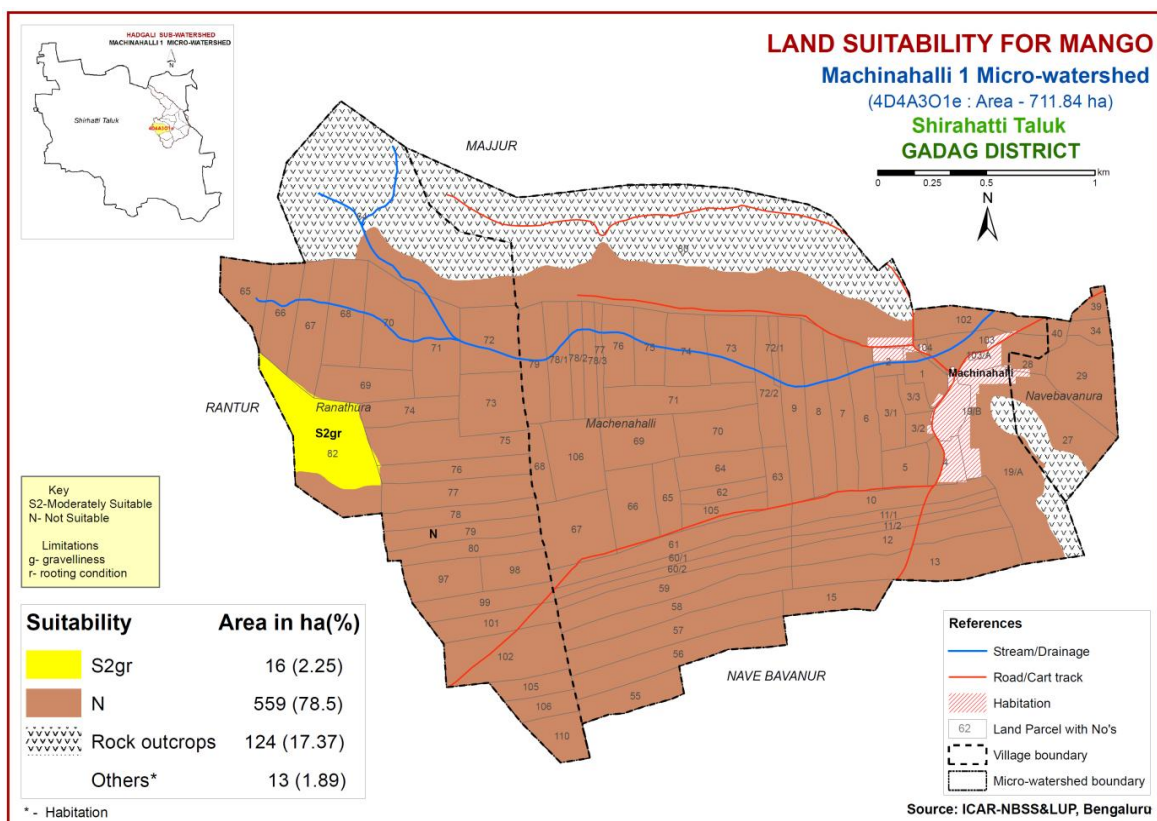 HADGALI SUB-WATERSHED
MACHINAHALLI 1 MICRO-WATERSHED
N
Shirhatti Taluk
4D4A3O1e
LAND SUITABILITY FOR MANGO
Machinahalli 1 Micro-watershed
(4D4A3O1e : Area - 711.84 ha)
Shirahatti Taluk
GADAG DISTRICT
km
0 0.25 0.5 1
N
MAJJUR
68
65
66
67
68
70
71
72
79
78/1
78/2
77
78/3
76
75
74
73
72/1
2
104
102
103
103/A
40
39
34
28
29
Machinahalli
Navebavanura
1
3/3
3/1
3/2
19/B
27
19/A
4
5
6
7
8
9
72/2
71
70
69
Machenahalli
106
68
64
62
63
65
66
105
67
RANTUR
69
Ranathura
74
73
75
S2gr
82
76
77
78
N
79
80
97
98
99
101
102
105
106
110
61
60/1
60/2
59
58
57
56
55
10
11/1
11/2
12
13
15
NAVE BAVANUR
Key
S2-Moderately Suitable
N- Not Suitable
Limitations
g- gravelliness
r- rooting condition
Suitability Area in ha(%)
S2gr 16 (2.25)
N 559 (78.5)
Rock outcrops 124 (17.37)
Others* 13 (1.89)
* - Habitation
References
Stream/Drainage
Road/Cart track
Habitation
62 Land Parcel with No's
Village boundary
Micro-watershed boundary
Source: ICAR-NBSS&LUP, Bengaluru